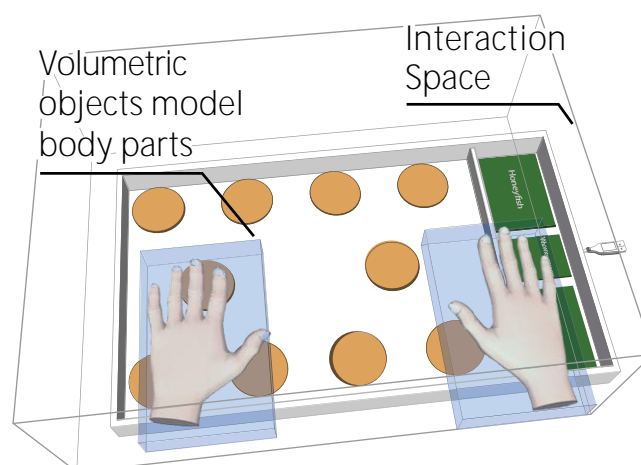 Volumetric
objects model
body parts
Interaction
Space
Honeyfish